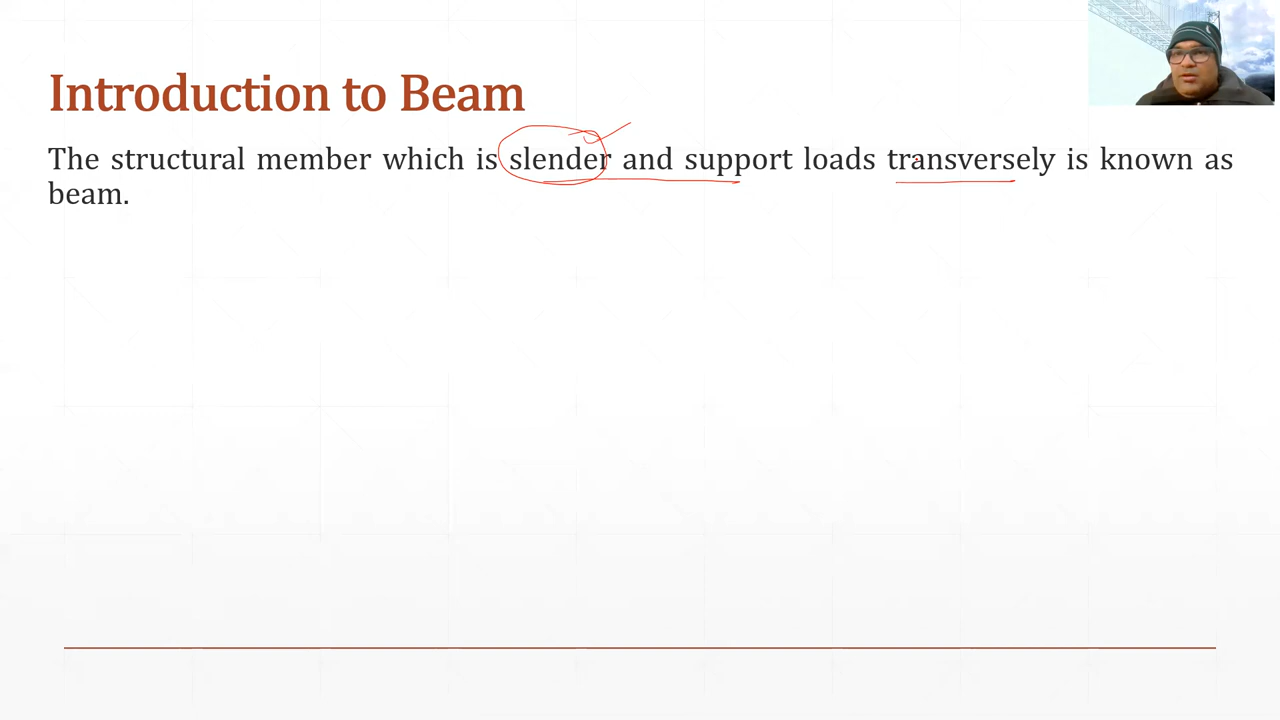 Introduction to Beam
The structural member which is slender and support loads transversely is known as
beam.